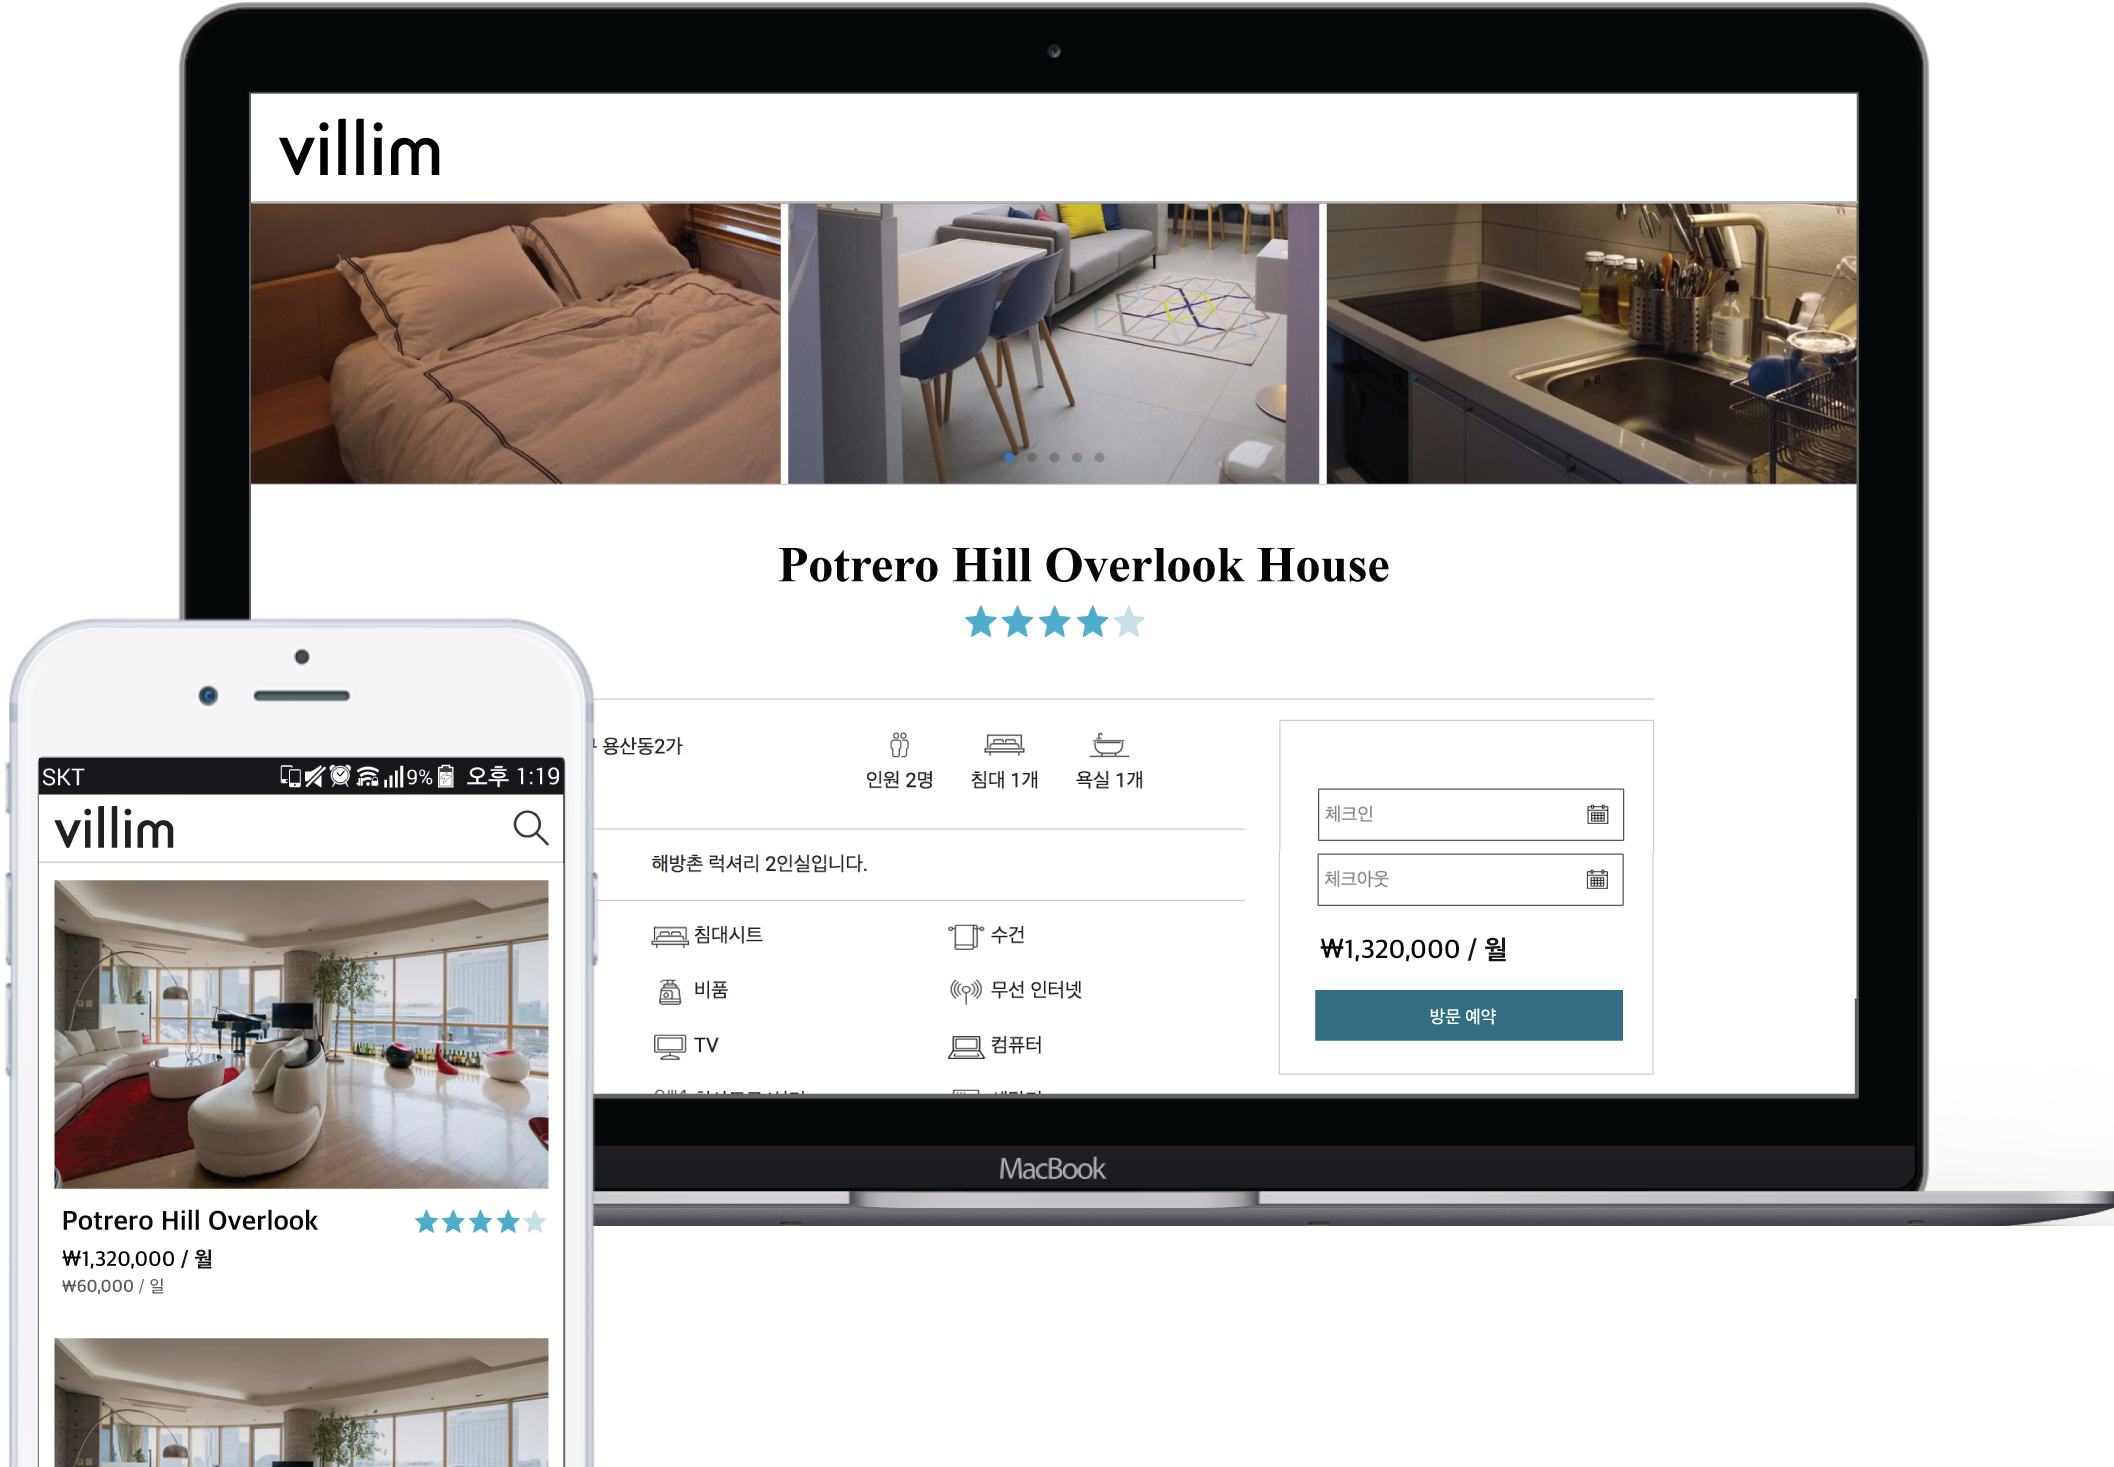 villim
Potrero Hill Overlook House
용산동2가
인원 2명
침대 1개
욕실 1개
해방촌 럭셔리 2인실입니다.
침대시트
수건
비품
무선 인터넷
TV
컴퓨터
체크인
체크아웃
₩1,320,000 / 월
방문 예약
MacBook
SKT
9%
오후 1:19
villim
Potrero Hill Overlook
₩1,320,000 / 월
₩60,000 / 일